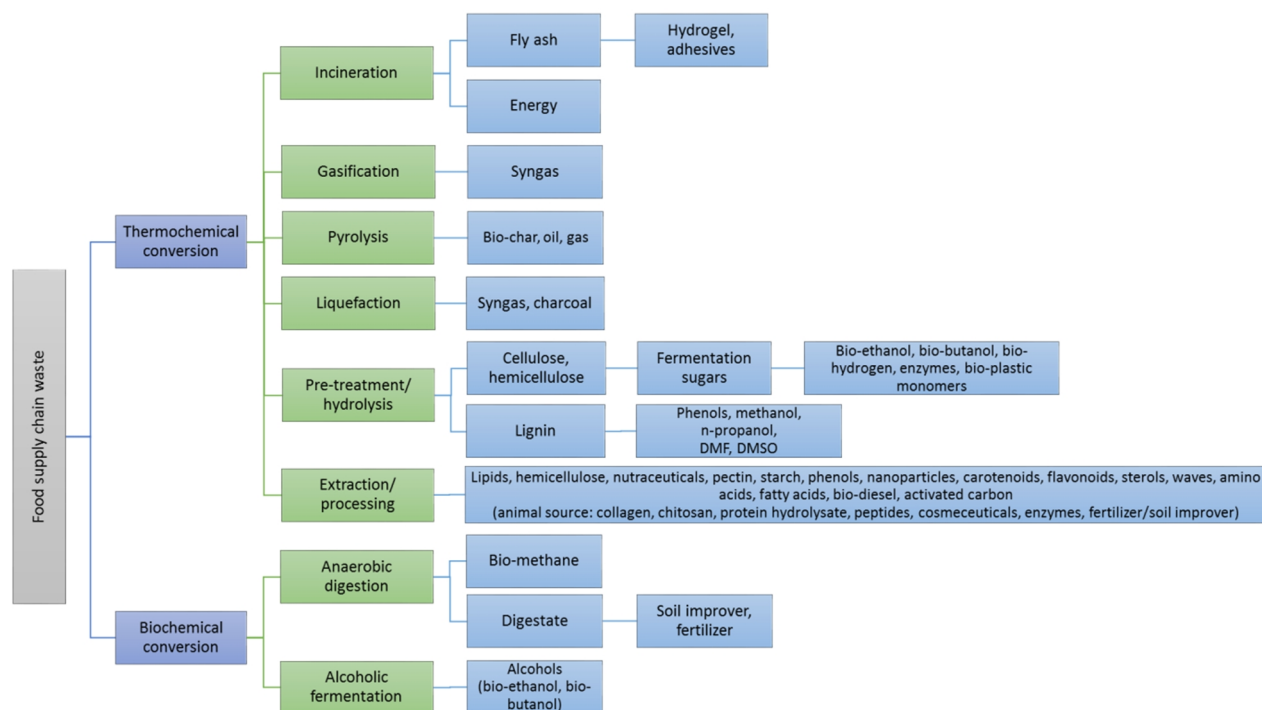 Food supply chain waste
Thermochemical
conversion
Incineration
Fly ash
Hydrogel,
adhesives
Energy
Gasification
Syngas
Pyrolysis
Bio-char, oil, gas
Liquefaction
Syngas, charcoal
Pre-treatment/
hydrolysis
Cellulose,
hemicellulose
Fermentation
sugars
Bio-ethanol, bio-butanol, bio-
hydrogen, enzymes, bio-plastic
monomers
Lignin
Phenols, methanol,
n-propanol,
DMF, DMSO
Extraction/
processing
Lipids, hemicellulose, nutraceuticals, pectin, starch, phenols, nanoparticles, carotenoids, flavonoids, sterols, waves, amino
acids, fatty acids, bio-diesel, activated carbon
(animal source: collagen, chitosan, protein hydrolysate, peptides, cosmeceuticals, enzymes, fertilizer/soil improver)
Biochemical
conversion
Anaerobic
digestion
Bio-methane
Digestate
Soil improver,
fertilizer
Alcoholic
fermentation
Alcohols
(bio-ethanol, bio-
butanol)